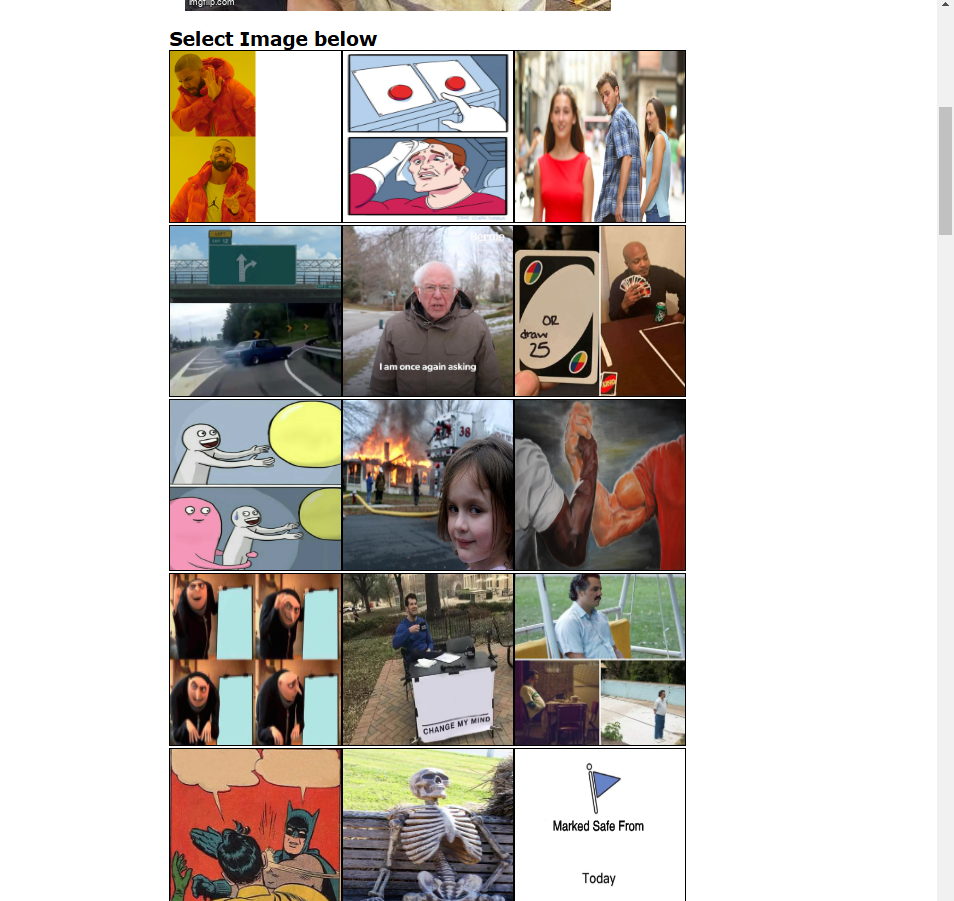 imgflip.com
Select Image below
I am once again asking
OR
draw
25
UNO
38
CHANGE MY MIND
Marked Safe From
Today